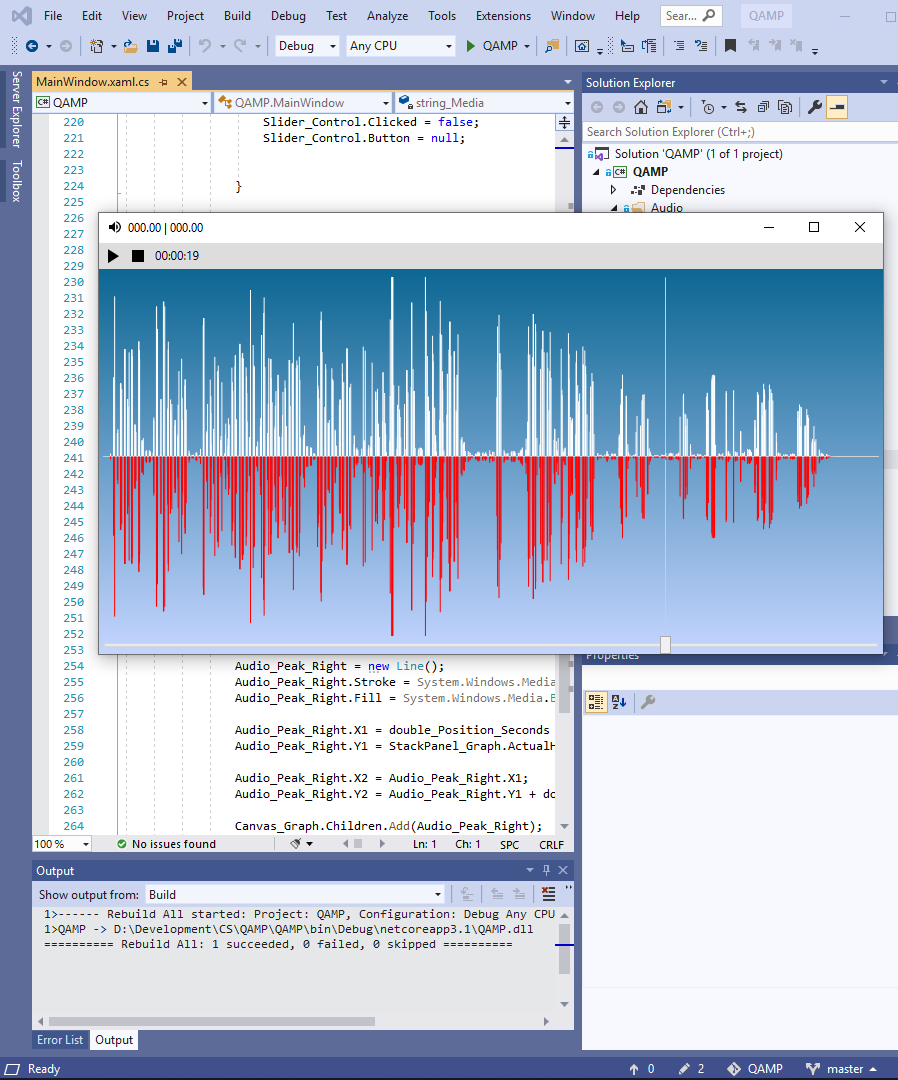 File Edit View Project Build Debug Test Analyze Tools Extensions Window Help Sear... QAMP
Debug Any CPU QAMP
Server Explorer
Toolbox
MainWindow.xaml.cs
QAMP QAMP.MainWindow string_Media
220 Slider_Control.Clicked = false;
221 Slider_Control.Button = null;
222
223
224 }
225
226
227
228
229
230
231
232
233
234
235
236
237
238
239
240
241
242
243
244
245
246
247
248
249
250
251
252
253
254 Audio_Peak_Right = new Line();
255 Audio_Peak_Right.Stroke = System.Windows.Media
256 Audio_Peak_Right.Fill = System.Windows.Media.B
257
258 Audio_Peak_Right.X1 = double_Position_Seconds
259 Audio_Peak_Right.Y1 = StackPanel_Graph.ActualH
260
261 Audio_Peak_Right.X2 = Audio_Peak_Right.X1;
262 Audio_Peak_Right.Y2 = Audio_Peak_Right.Y1 + do
263
264 Canvas_Graph.Children.Add(Audio_Peak_Right);
000.00 | 000.00
00:00:19
100 % No issues found Ln: 1 Ch: 1 SPC CRLF
Output
Show output from: Build
1>------ Rebuild All started: Project: QAMP, Configuration: Debug Any CPU
1>QAMP -> D:\Development\CS\QAMP\QAMP\bin\Debug\netcoreapp3.1\QAMP.dll
========== Rebuild All: 1 succeeded, 0 failed, 0 skipped ==========
Error List Output
Solution Explorer
Search Solution Explorer (Ctrl+;)
Solution 'QAMP' (1 of 1 project)
C# QAMP
Dependencies
Audio
Properties
Ready 0 2 QAMP master